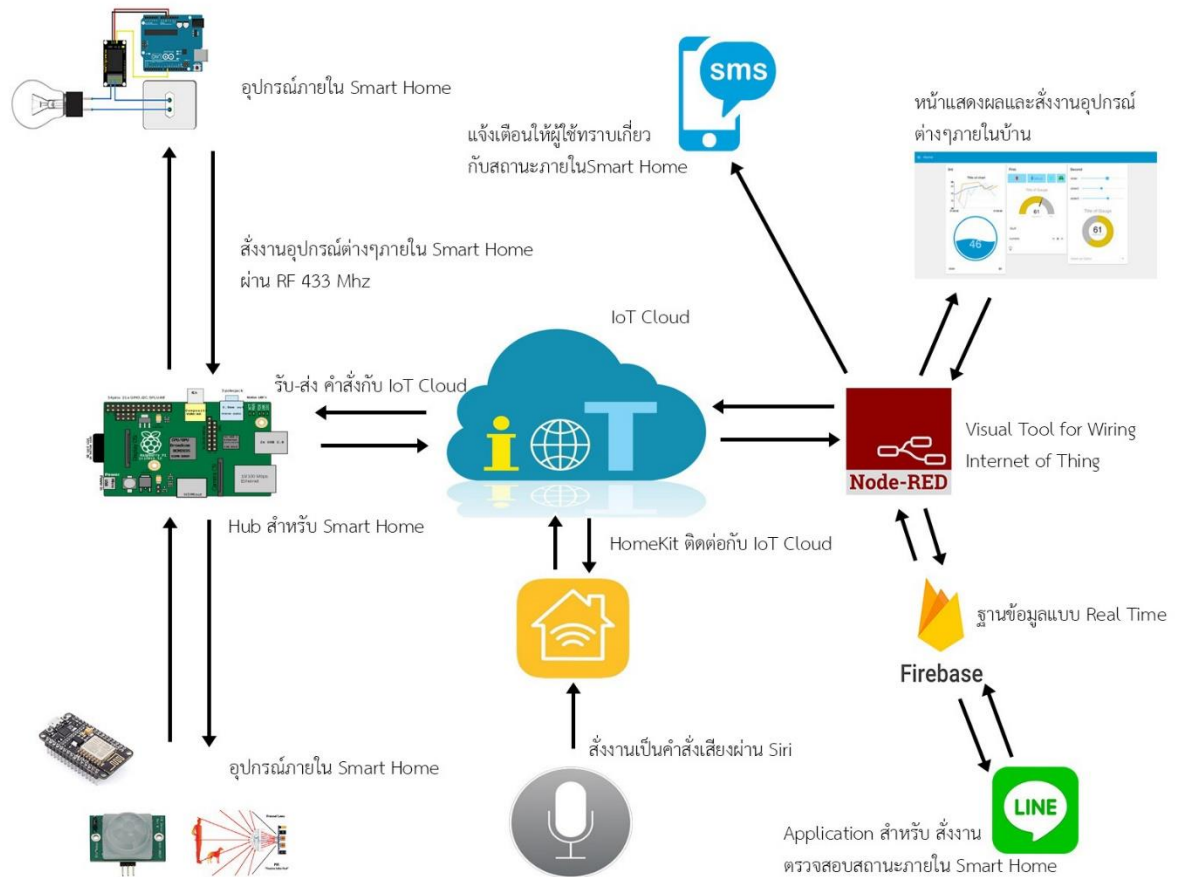 อุปกรณ์ภายใน Smart Home
sms
แจ้งเตือนให้ผู้ใช้ทราบเกี่ยว
กับสถานะภายในSmart Home
หน้าแสดงผลและสั่งงานอุปกรณ์
ต่างๆภายในบ้าน
46
61
61
สั่งงานอุปกรณ์ต่างๆภายใน Smart Home
ผ่าน RF 433 Mhz
IoT Cloud
รับ-ส่ง คำสั่งกับ IoT Cloud
iOT
Visual Tool for Wiring
Internet of Thing
Node-RED
Hub สำหรับ Smart Home
HomeKit ติดต่อกับ IoT Cloud
ฐานข้อมูลแบบ Real Time
Firebase
สั่งงานเป็นคำสั่งเสียงผ่าน Siri
อุปกรณ์ภายใน Smart Home
LINE
Application สำหรับ สั่งงาน
ตรวจสอบสถานะภายใน Smart Home